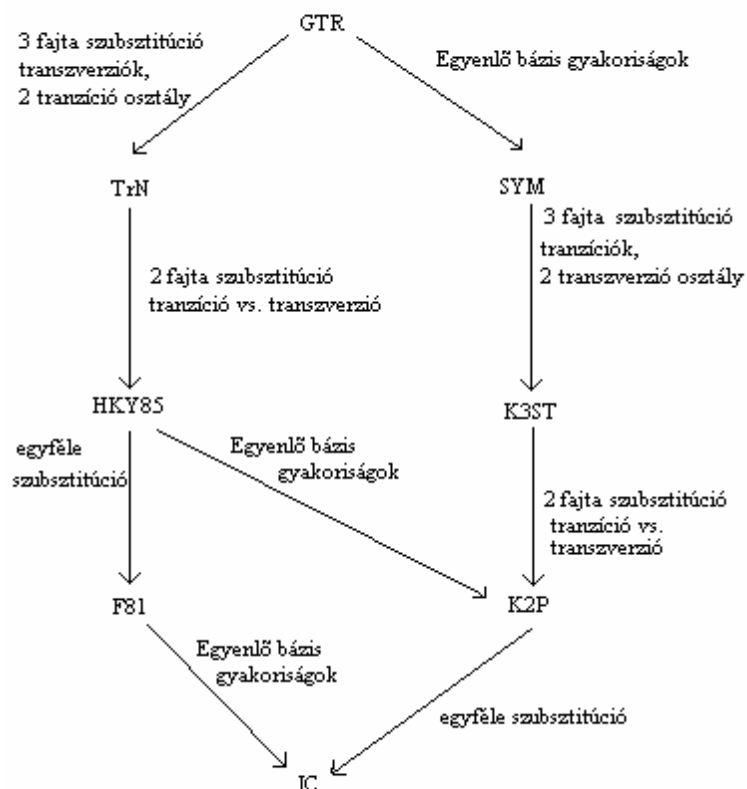 GTR
3 fajta szubsztitúció
transzverziók,
2 tranzíció osztály
Egyenlő bázis gyakoriságok
TrN
SYM
3 fajta szubsztitúció
tranzíciók,
2 transzverzió osztály
2 fajta szubsztitúció
tranzíció vs. transzverzió
HKY85
K3ST
egyféle
szubsztitúció
Egyenlő bázis
gyakoriságok
2 fajta szubsztitúció
tranzíció vs.
transzverzió
F81
K2P
Egyenlő bázis
gyakoriságok
egyféle szubsztitúció
JC